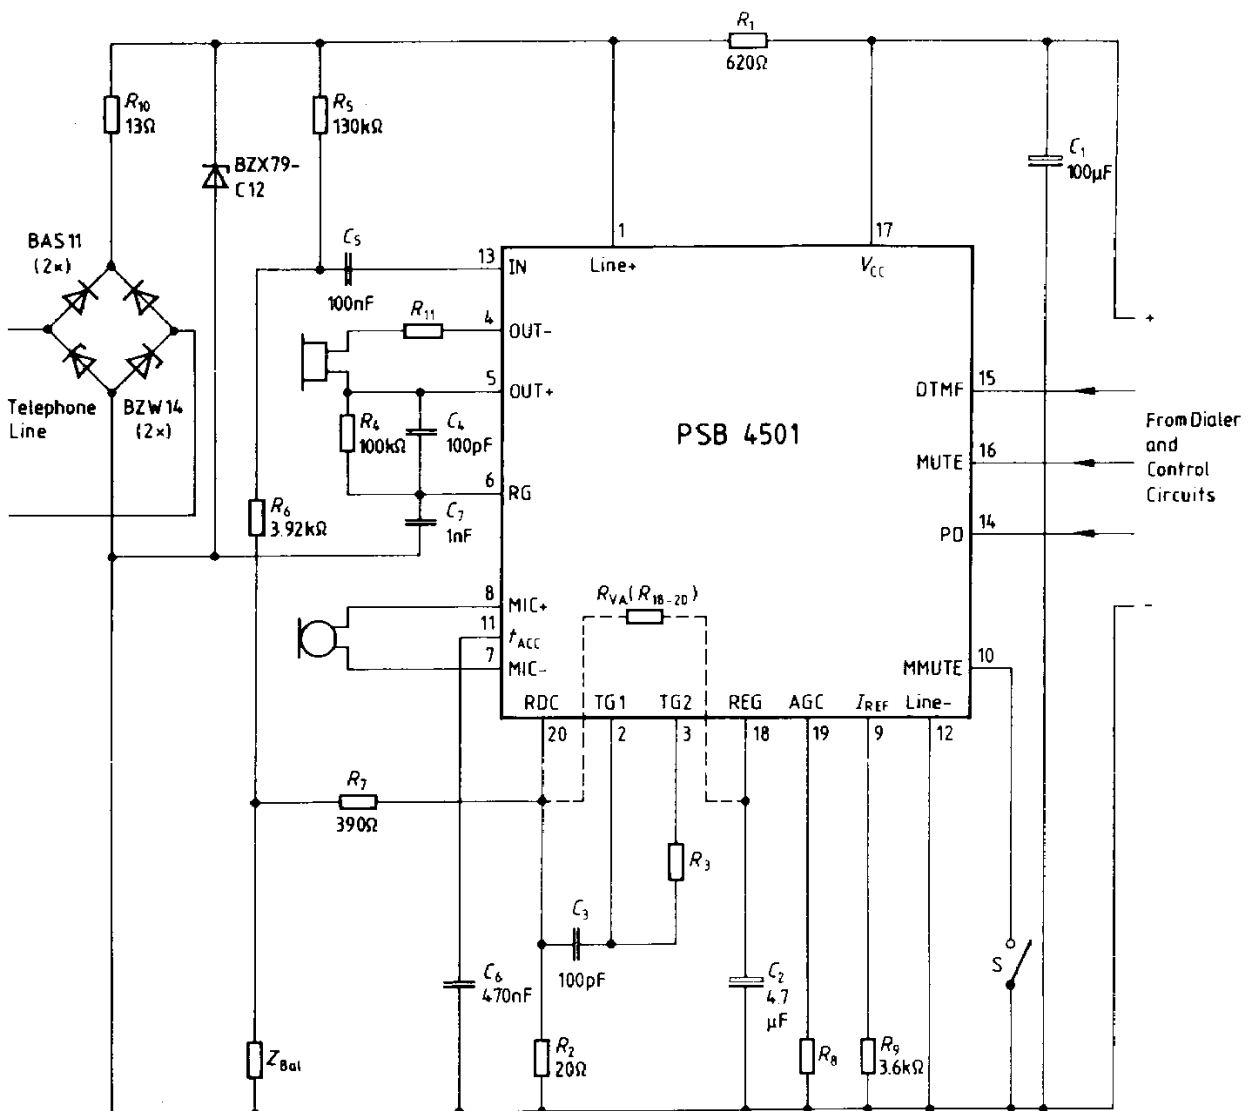 R1
620Ω
R10
13Ω
R5
130kΩ
BZX79-
C12
C1
100µF
BAS11
(2×)
C5
100nF
1
17
13
IN
Line+
VCC
R11
4
OUT-
+
5
OUT+
DTMF
15
Telephone
Line
BZW14
(2×)
R4
100kΩ
C4
100pF
PSB 4501
From Dialer
and
Control
Circuits
MUTE
16
6
RG
R6
3.92kΩ
C7
1nF
PD
14
8
MIC+
RVA(R18-20)
-
11
tACC
7
MIC-
MMUTE
10
RDC
TG1
TG2
REG
AGC
IREF
Line-
20
2
3
18
19
9
12
R7
390Ω
R3
C3
100pF
C6
470nF
C2
4.7
µF
S
ZBal
R2
20Ω
R8
R9
3.6kΩ